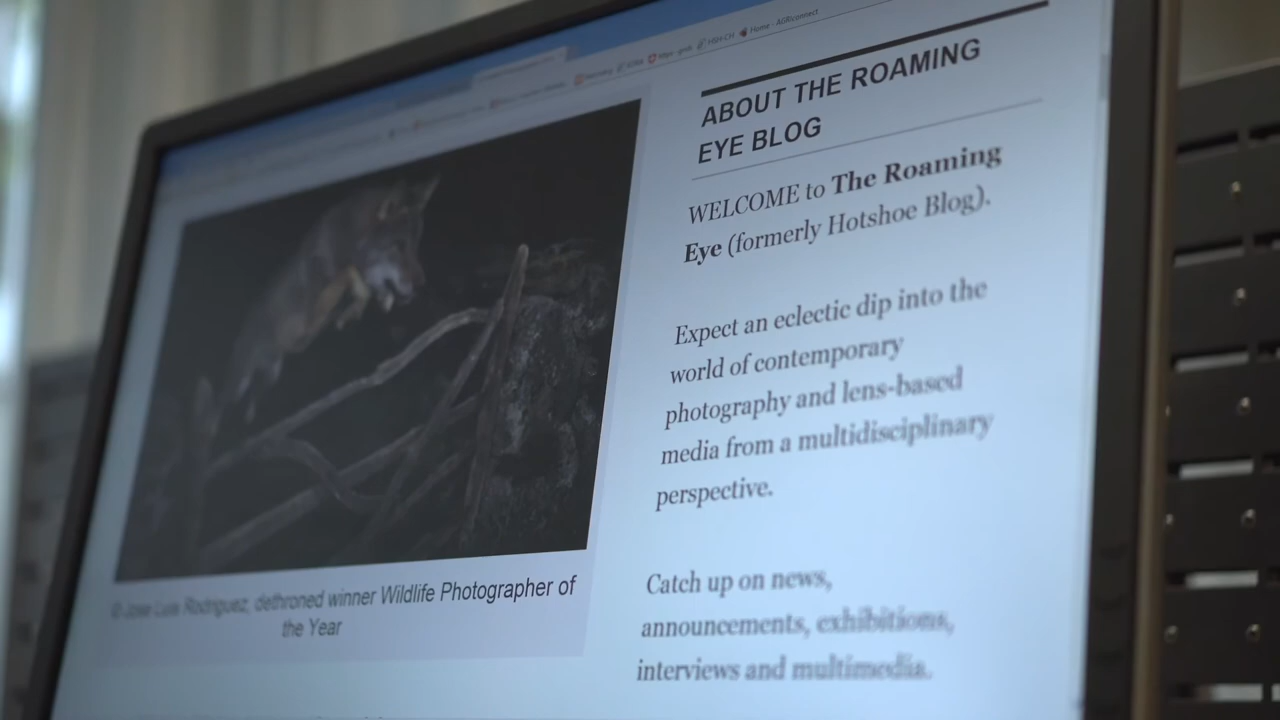 Home - AGRIconnect
ABOUT THE ROAMING
EYE BLOG
WELCOME to The Roaming
Eye (formerly Hotshoe Blog).
Expect an eclectic dip into the
world of contemporary
photography and lens-based
media from a multidisciplinary
perspective.
Catch up on news,
announcements, exhibitions,
interviews and multimedia.
© Jose Luis Rodriguez, dethroned winner Wildlife Photographer of
the Year